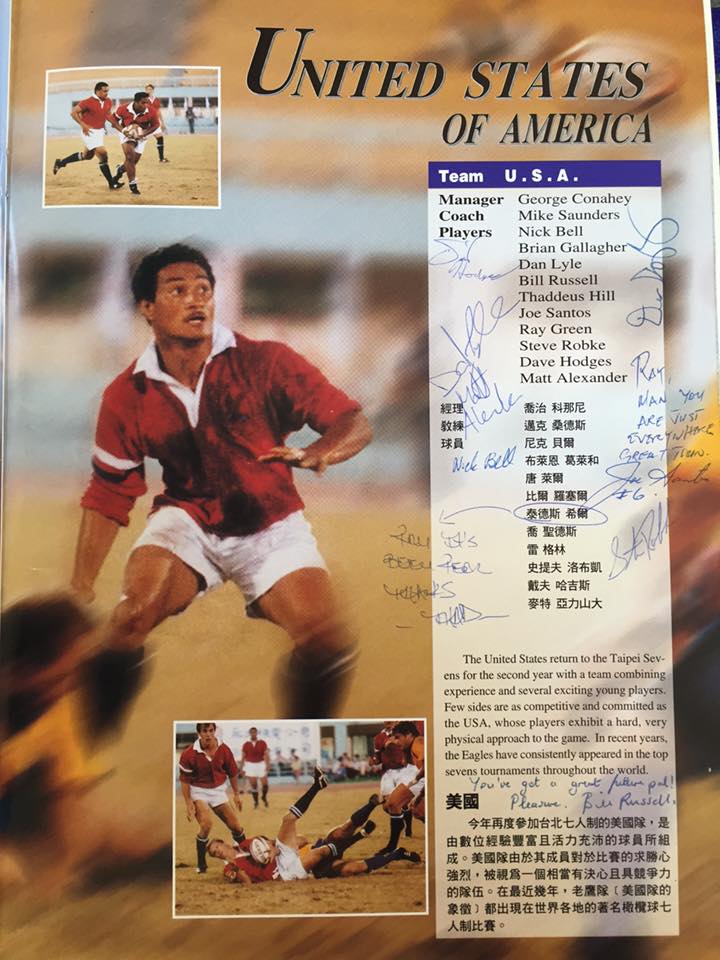 UNITED STATES
OF AMERICA
Team U.S.A.
Manager George Conahey
Coach Mike Saunders
Players Nick Bell
Brian Gallagher
Dan Lyle
Bill Russell
Thaddeus Hill
Joe Santos
Ray Green
Steve Robke
Dave Hodges
Matt Alexander
經理 喬治 科那尼
教練 邁克 桑德斯
球員 尼克 貝爾
布萊恩 葛萊和
唐 萊爾
比爾 羅塞爾
泰德斯 希爾
喬 聖德斯
雷 格林
史提夫 洛布凱
戴夫 哈吉斯
麥特 亞力山大
Nick Bell
RAY,
MAN, YOU
ARE JUST
EVERYWHERE
GREAT TURN.
#6
BEEN REAL
THANKS
The United States return to the Taipei Sev-
ens for the second year with a team combining
experience and several exciting young players.
Few sides are as competitive and committed as
the USA, whose players exhibit a hard, very
physical approach to the game. In recent years,
the Eagles have consistently appeared in the top
sevens tournaments throughout the world.
You've got a great future pal!
Pleasure. Bill Russell.
美國
今年再度參加台北七人制的美國隊，是
由數位經驗豐富且活力充沛的球員所組
成。美國隊由於其成員對於比賽的求勝心
強烈，被視爲一個相當有決心且具競爭力
的隊伍。在最近幾年，老鷹隊﹝美國隊的
象徵﹞都出現在世界各地的著名橄欖球七
人制比賽。